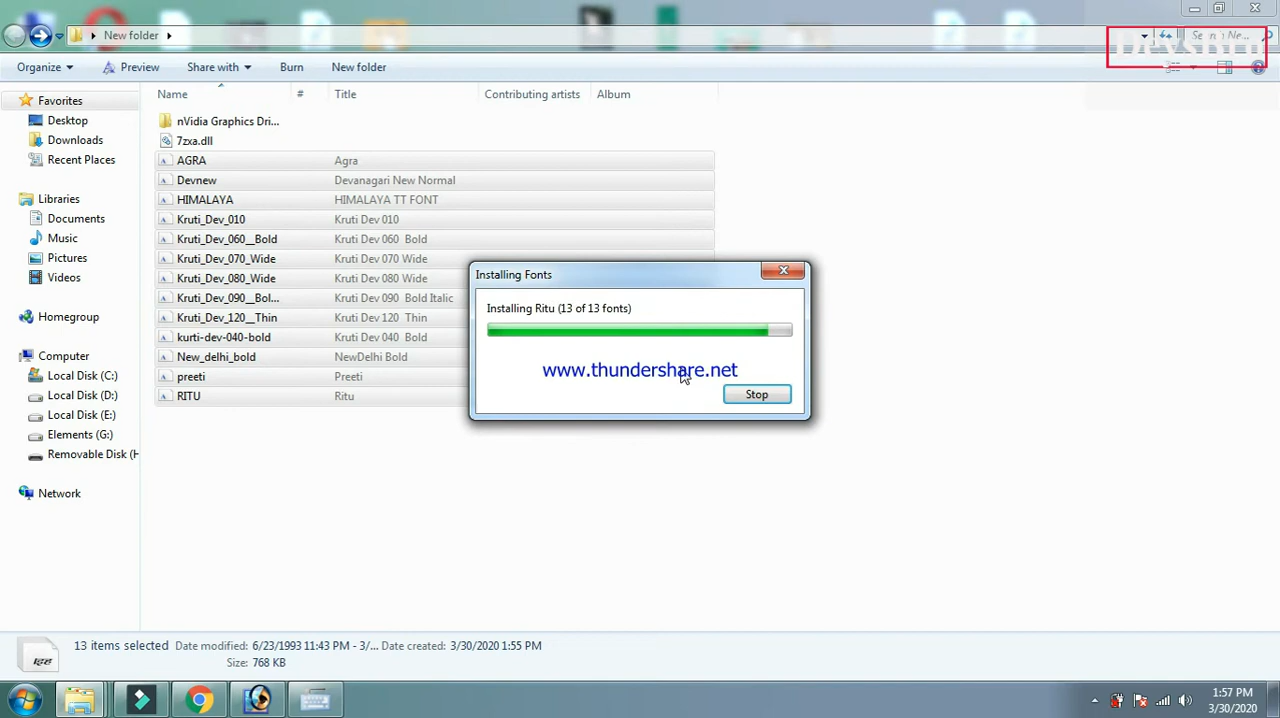 New folder
Search Ne...
Organize
Preview
Share with
Burn
New folder
Name
#
Title
Contributing artists
Album
Favorites
Desktop
Downloads
Recent Places
Libraries
Documents
Music
Pictures
Videos
Homegroup
Computer
Local Disk (C:)
Local Disk (D:)
Local Disk (E:)
Elements (G:)
Removable Disk (H
Network
nVidia Graphics Dri...
7zxa.dll
AGRA Agra
Devnew Devanagari New Normal
HIMALAYA HIMALAYA TT FONT
Kruti_Dev_010 Kruti Dev 010
Kruti_Dev_060__Bold Kruti Dev 060 Bold
Kruti_Dev_070_Wide Kruti Dev 070 Wide
Kruti_Dev_080_Wide Kruti Dev 080 Wide
Kruti_Dev_090__Bol... Kruti Dev 090 Bold Italic
Kruti_Dev_120__Thin Kruti Dev 120 Thin
kurti-dev-040-bold Kruti Dev 040 Bold
New_delhi_bold NewDelhi Bold
preeti Preeti
RITU Ritu
Installing Fonts
Installing Ritu (13 of 13 fonts)
www.thundershare.net
Stop
13 items selected Date modified: 6/23/1993 11:43 PM - 3/... Date created: 3/30/2020 1:55 PM
Size: 768 KB
1:57 PM
3/30/2020